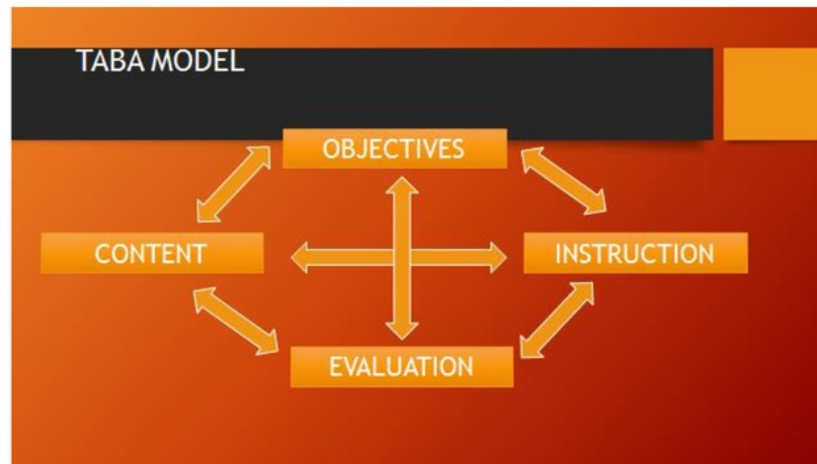 TABA MODEL
OBJECTIVES
CONTENT
INSTRUCTION
EVALUATION